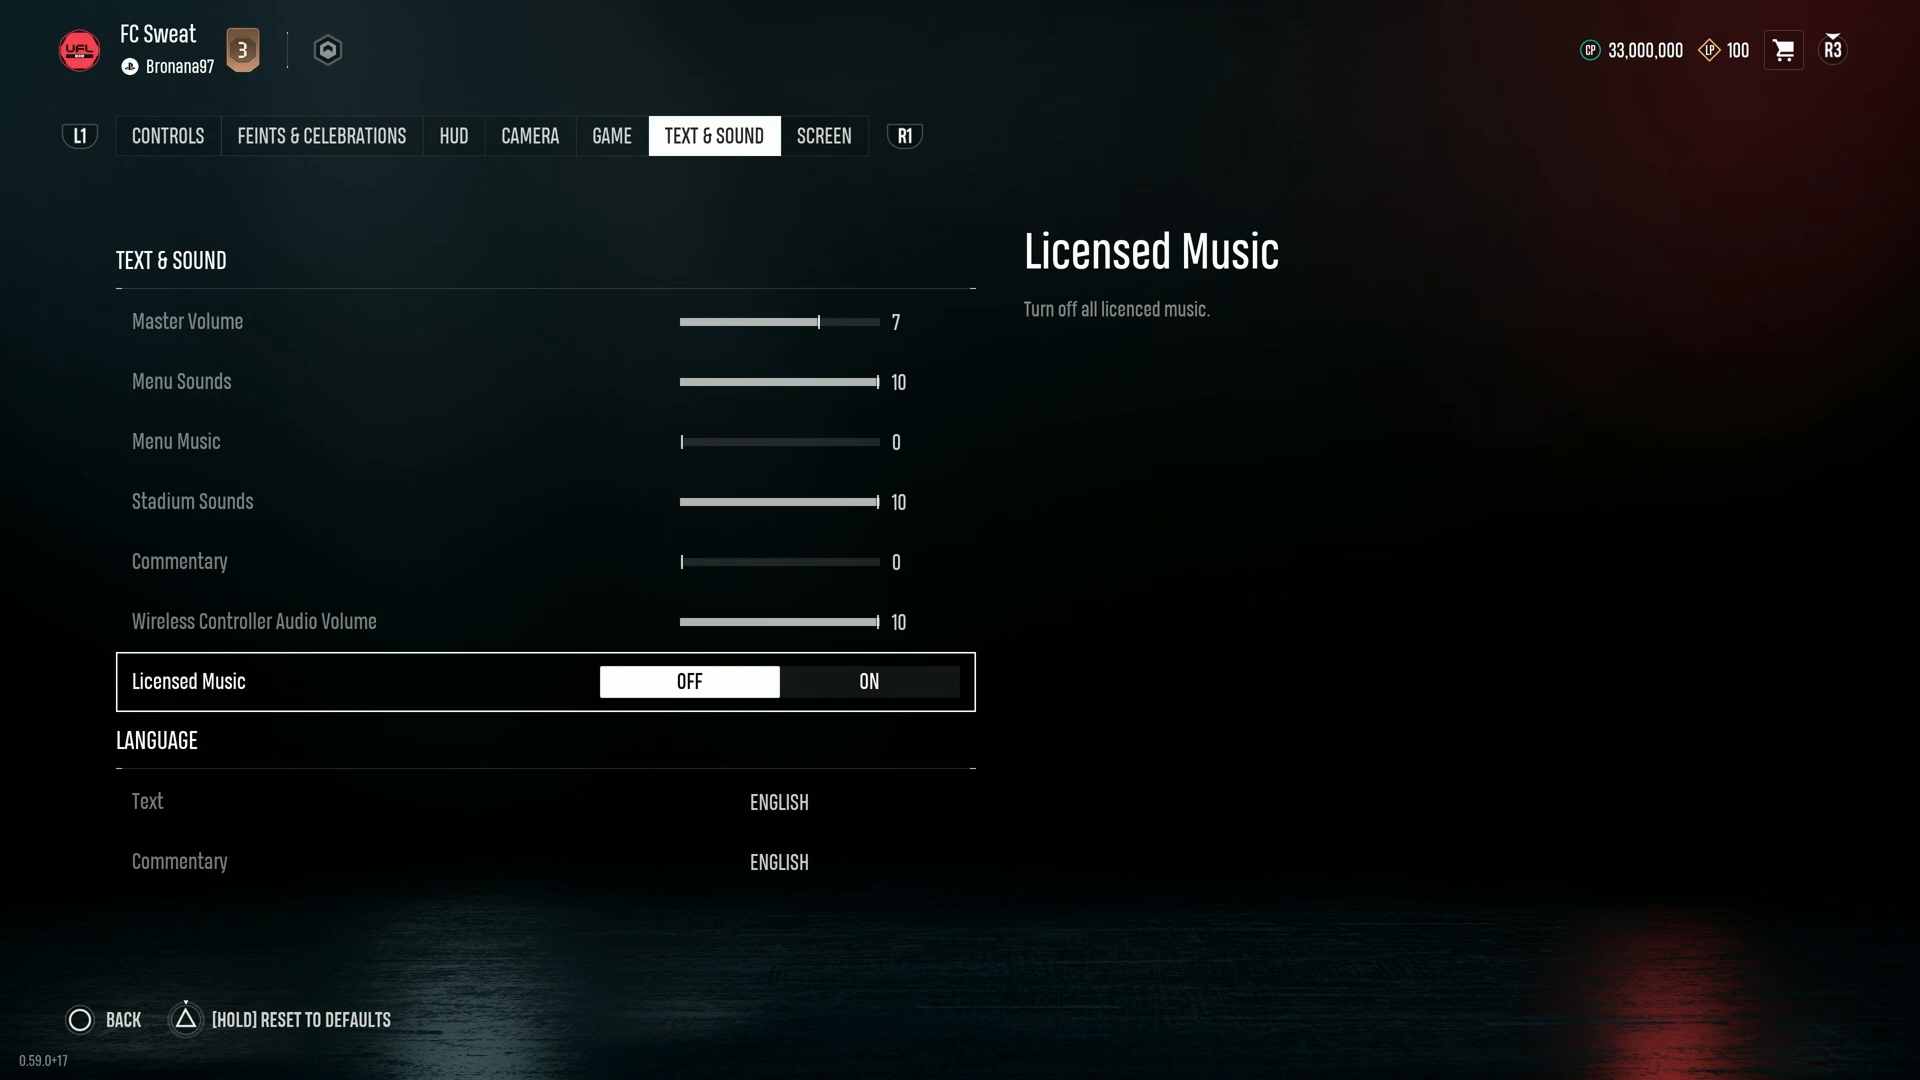 FC Sweat
UFL
Bronana97
3
CP 33,000,000 LP 100 R3
L1 CONTROLS FEINTS & CELEBRATIONS HUD CAMERA GAME TEXT & SOUND SCREEN R1
TEXT & SOUND
Master Volume 7
Menu Sounds 10
Menu Music 0
Stadium Sounds 10
Commentary 0
Wireless Controller Audio Volume 10
Licensed Music OFF ON
LANGUAGE
Text ENGLISH
Commentary ENGLISH
Licensed Music
Turn off all licenced music.
BACK [HOLD] RESET TO DEFAULTS
0.59.0+17